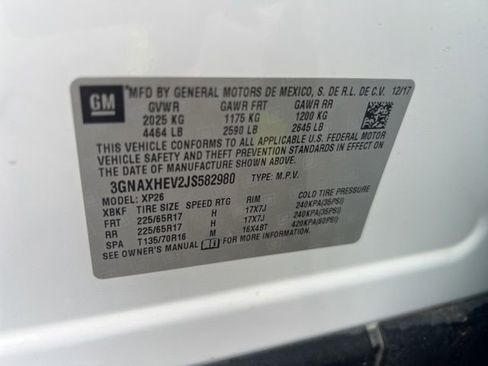 GM
MFD BY GENERAL MOTORS DE MEXICO, S. DE R.L. DE C.V. 12/17
GVWR GAWR FRT GAWR RR
2025 KG 1175 KG 1200 KG
4464 LB 2590 LB 2645 LB
THIS VEHICLE CONFORMS TO ALL APPLICABLE U.S. FEDERAL MOTOR
VEHICLE SAFETY AND THEFT PREVENTION STANDARDS IN EFFECT ON
THE DATE OF MANUFACTURE SHOWN ABOVE.
3GNAXHEV2JS582980 TYPE: M.P.V.
MODEL: XP26
XBKF TIRE SIZE SPEED RTG RIM COLD TIRE PRESSURE
FRT 225/65R17 H 17X7J 240KPA(35PSI)
RR 225/65R17 H 17X7J 240KPA(35PSI)
SPA T135/70R16 M 16X4BT 420KPA(60PSI)
SEE OWNER'S MANUAL FOR MORE INFORMATION.